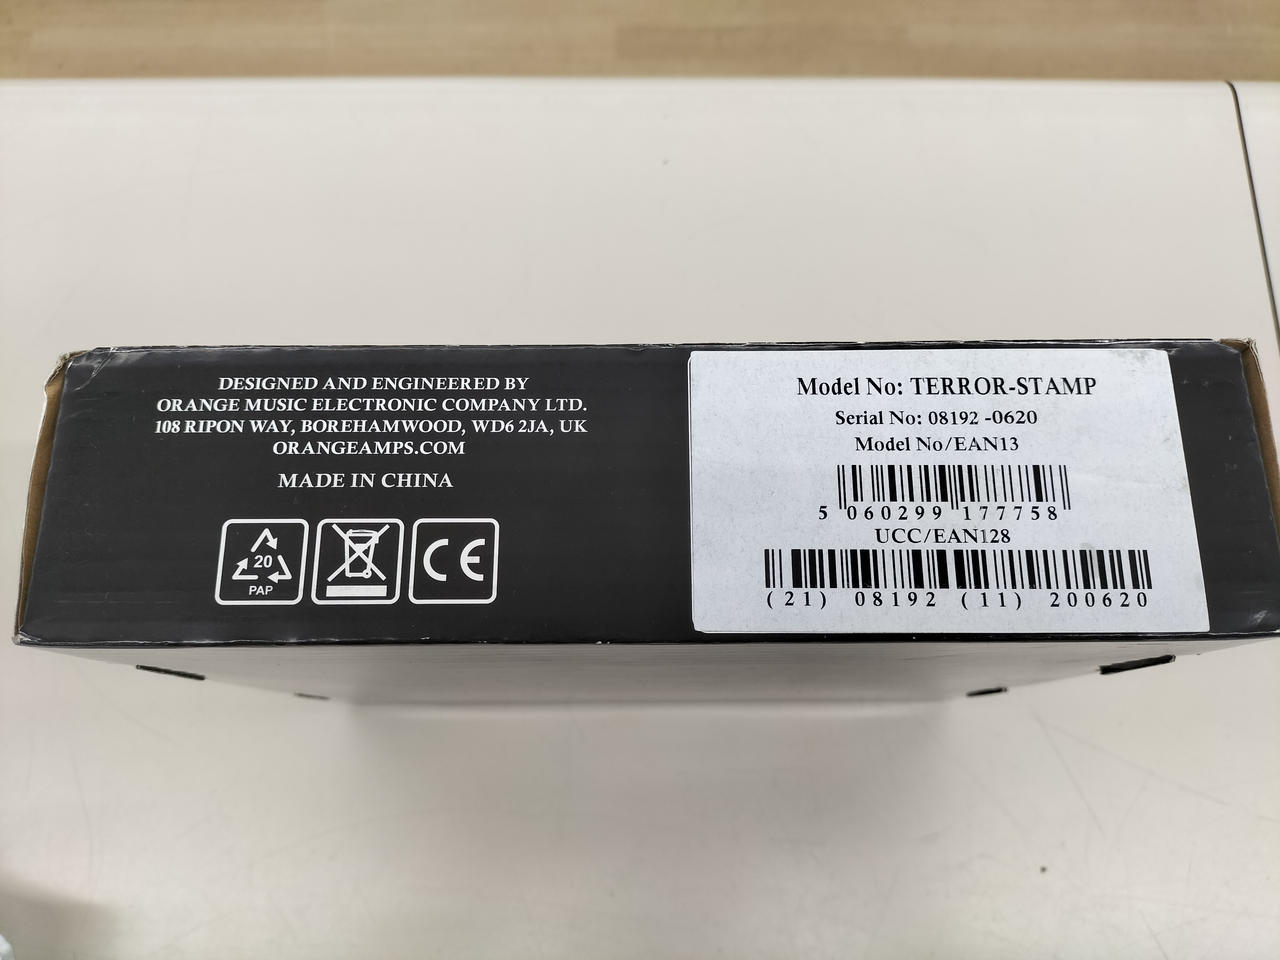 DESIGNED AND ENGINEERED BY
ORANGE MUSIC ELECTRONIC COMPANY LTD.
108 RIPON WAY, BOREHAMWOOD, WD6 2JA, UK
ORANGEAMPS.COM
MADE IN CHINA
20
PAP
CE
Model No: TERROR-STAMP
Serial No: 08192 -0620
Model No/EAN13
5 060299 177758
UCC/EAN128
(21) 08192 (11) 200620